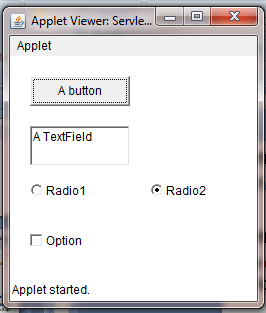 Applet Viewer: Servle...
Applet
A button
A TextField
Radio1 Radio2
Option
Applet started.